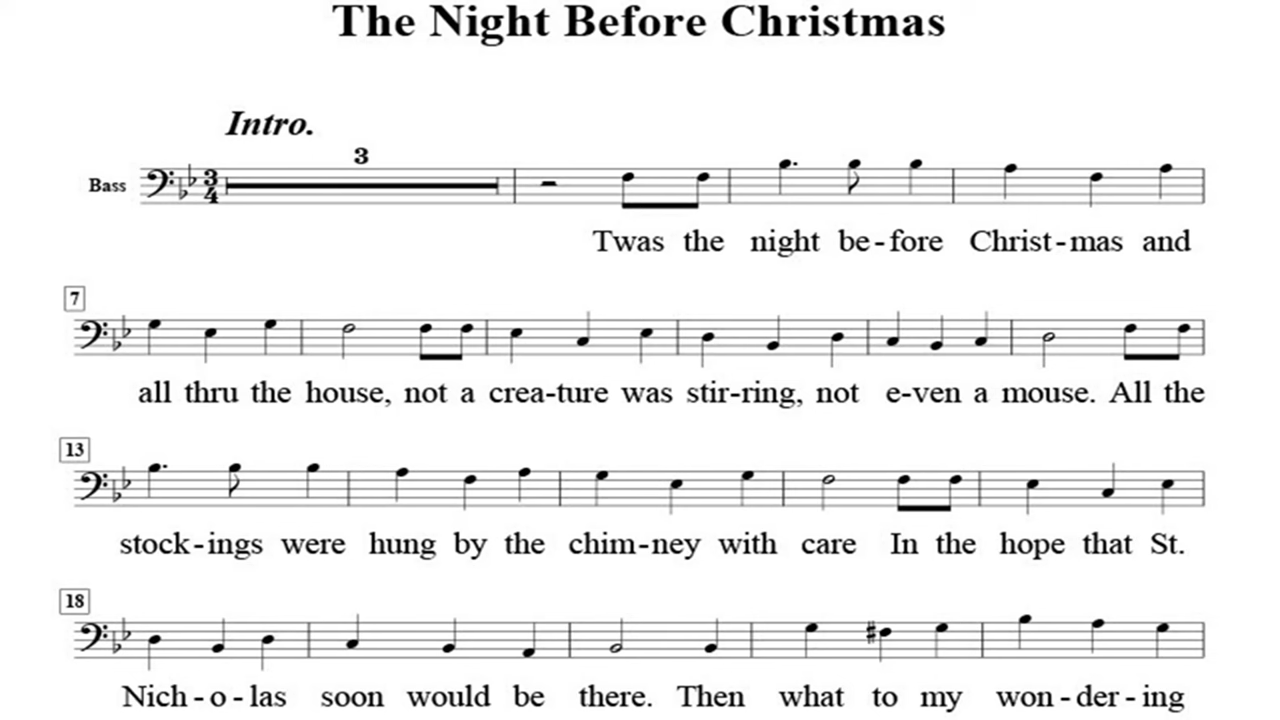 The Night Before Christmas
Intro.
3
Bass
3
4
Twas the night be-fore Christ-mas and
7
all thru the house, not a crea-ture was stir-ring, not e-ven a mouse. All the
13
stock-ings were hung by the chim-ney with care In the hope that St.
18
Nich-o-las soon would be there. Then what to my won-der-ing